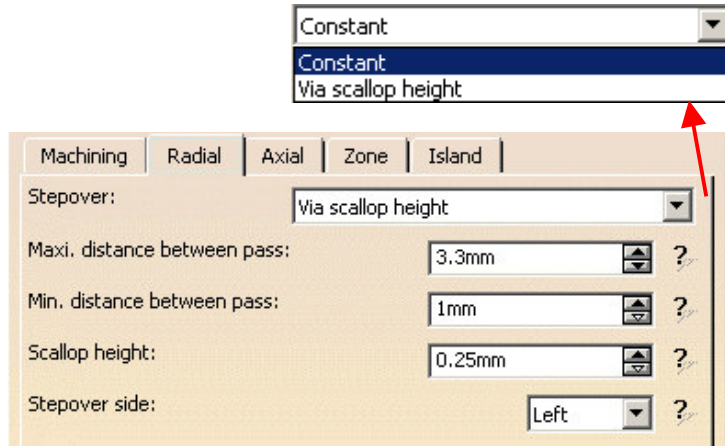 Constant
Constant
Via scallop height
Machining Radial Axial Zone Island
Stepover: Via scallop height
Maxi. distance between pass: 3.3mm ?
Min. distance between pass: 1mm ?
Scallop height: 0.25mm ?
Stepover side: Left ?